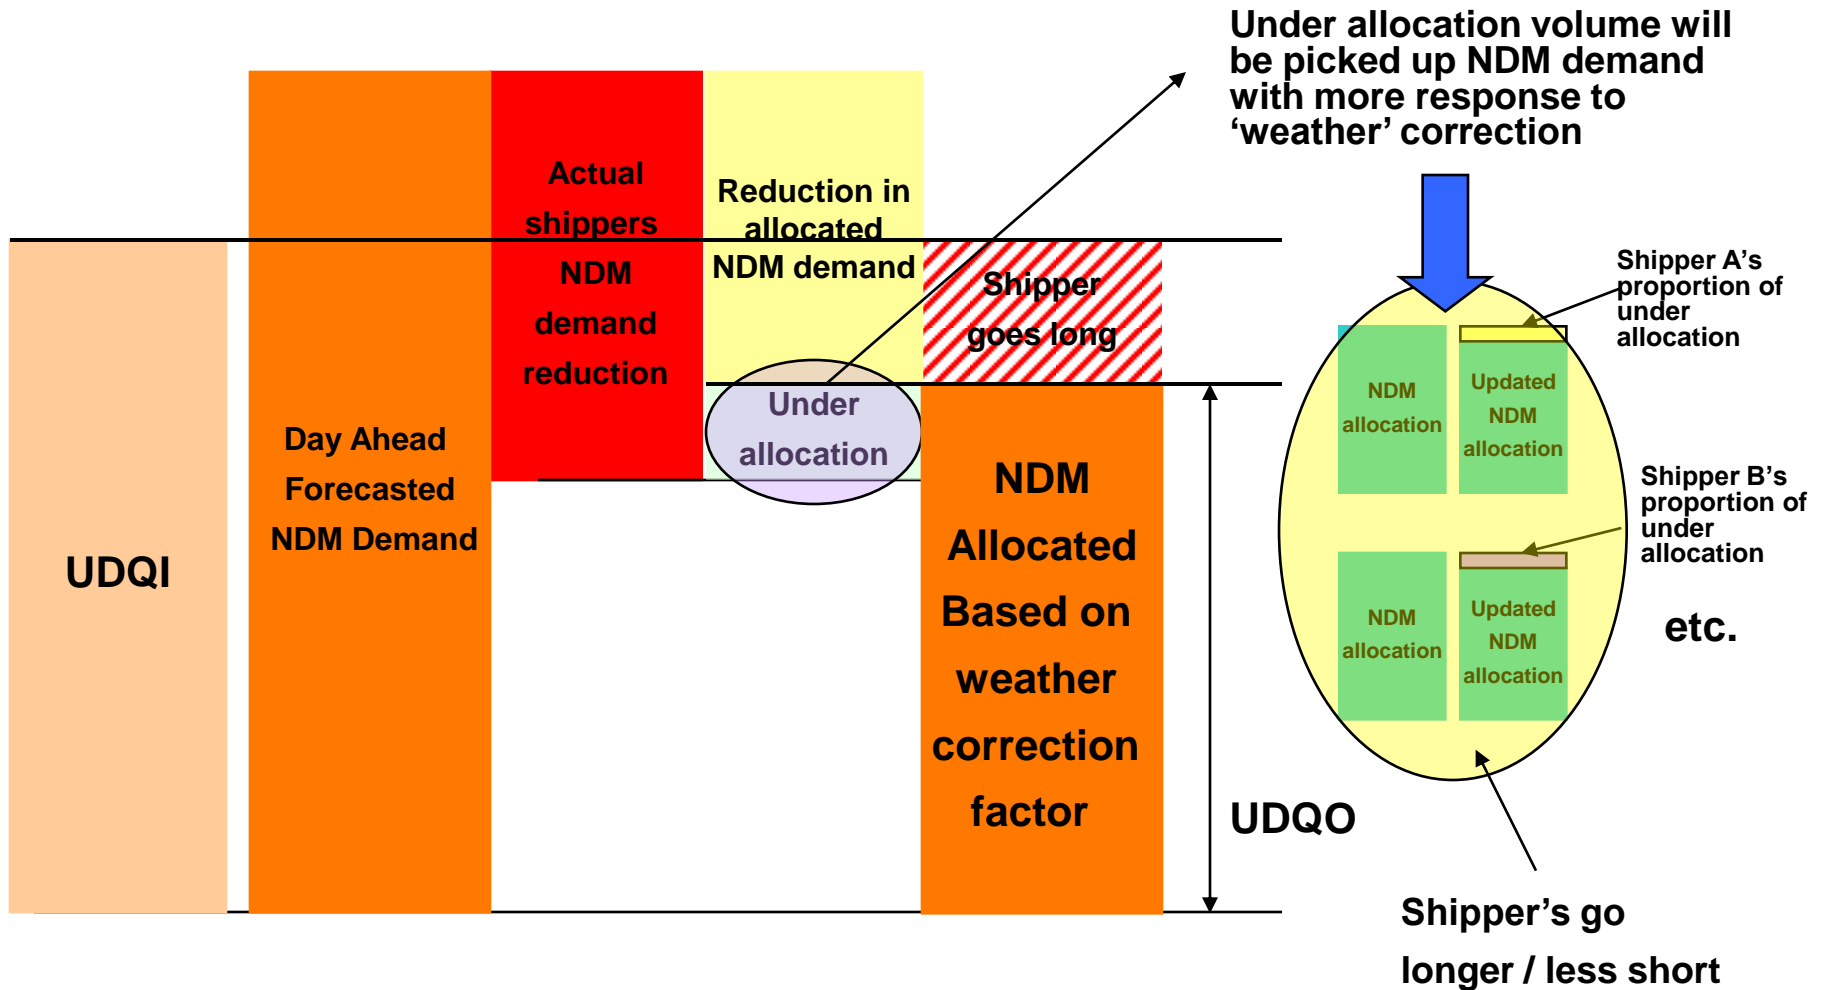 Under allocation volume will
be picked up NDM demand
with more response to
‘weather’ correction
Actual
shippers
NDM
demand
reduction
Reduction in
allocated
NDM demand
Shipper
goes long
Shipper A’s
proportion of
under
allocation
NDM
allocation
Updated
NDM
allocation
Under
allocation
Day Ahead
Forecasted
NDM Demand
UDQI
NDM
Allocated
Based on
weather
correction
factor
Shipper B’s
proportion of
under
allocation
NDM
allocation
Updated
NDM
allocation
etc.
UDQO
Shipper’s go
longer / less short